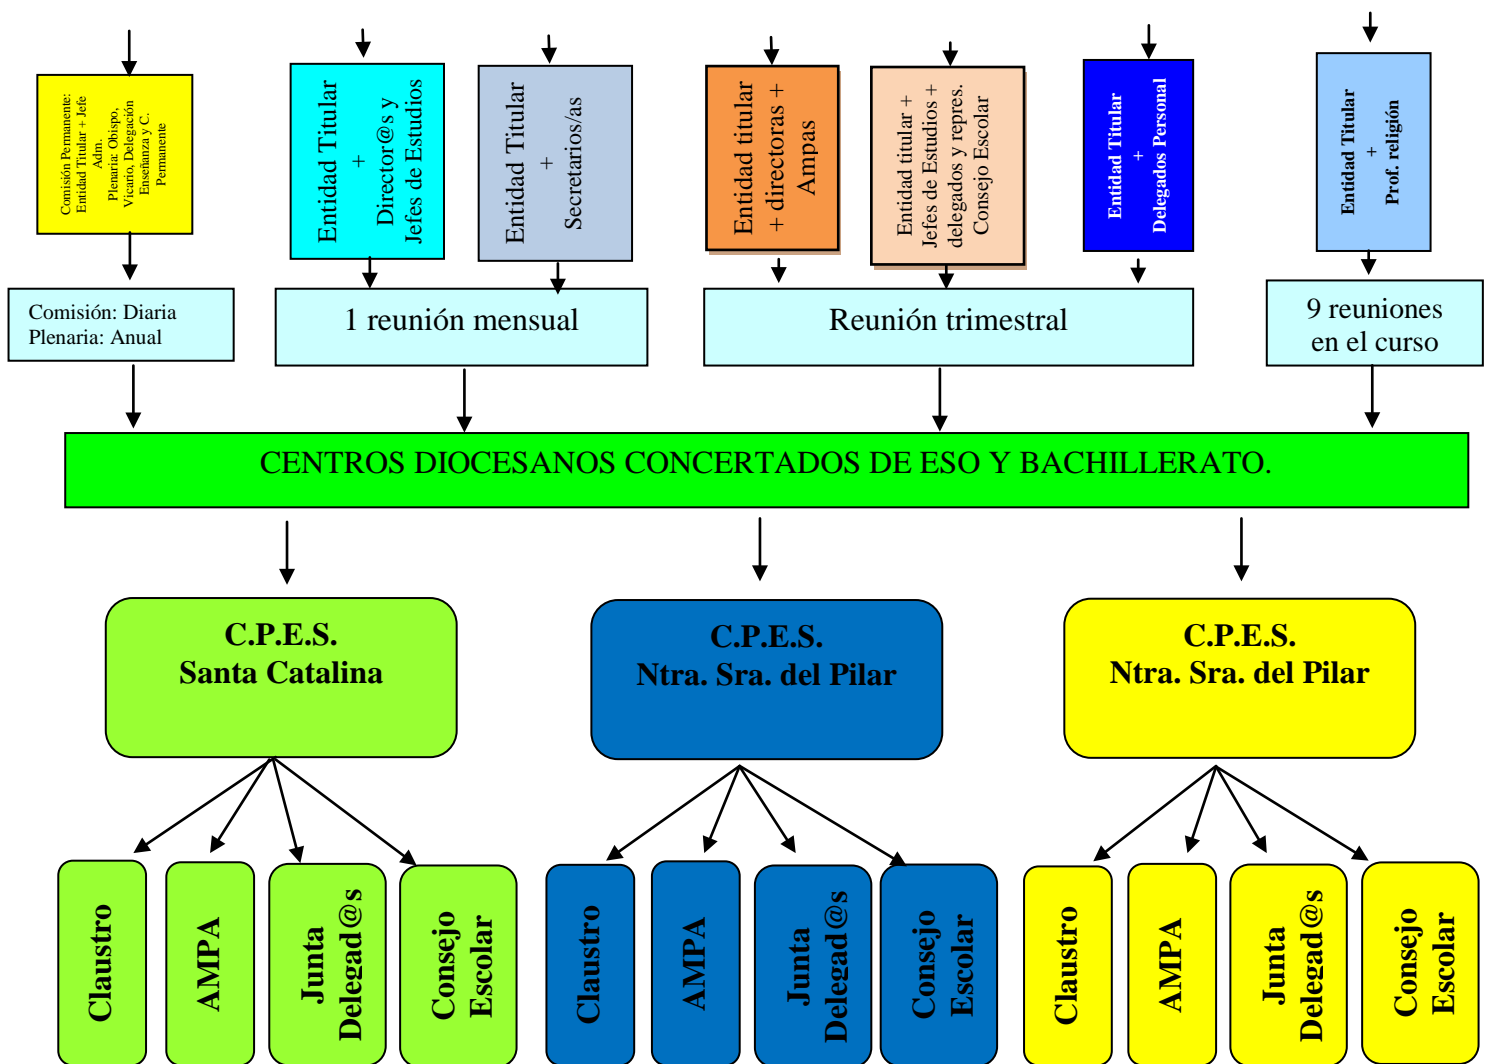 Comisión Permanente:
Entidad Titular + Jefe
Adm.
Plenaria: Obispo,
Vicario, Delegación
Enseñanza y C.
Permanente
Entidad Titular
+
Director@s y
Jefes de Estudios
Entidad Titular
+
Secretarios/as
Entidad titular
+ directoras +
Ampas
Entidad titular +
Jefes de Estudios +
delegados y repres.
Consejo Escolar
Entidad Titular
+
Delegados Personal
Entidad Titular
+
Prof. religión
Comisión: Diaria
Plenaria: Anual
1 reunión mensual
Reunión trimestral
9 reuniones
en el curso
CENTROS DIOCESANOS CONCERTADOS DE ESO Y BACHILLERATO.
C.P.E.S.
Santa Catalina
C.P.E.S.
Ntra. Sra. del Pilar
C.P.E.S.
Ntra. Sra. del Pilar
Claustro
AMPA
Junta
Delegad@s
Consejo
Escolar
Claustro
AMPA
Junta
Delegad@s
Consejo
Escolar
Claustro
AMPA
Junta
Delegad@s
Consejo
Escolar